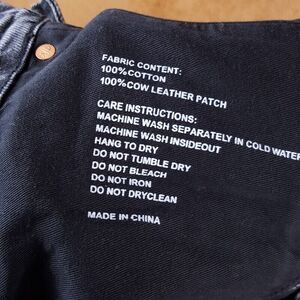 FABRIC CONTENT:
100%COTTON
100%COW LEATHER PATCH
CARE INSTRUCTIONS:
MACHINE WASH SEPARATELY IN COLD WATER
MACHINE WASH INSIDEOUT
HANG TO DRY
DO NOT TUMBLE DRY
DO NOT BLEACH
DO NOT IRON
DO NOT DRYCLEAN
MADE IN CHINA